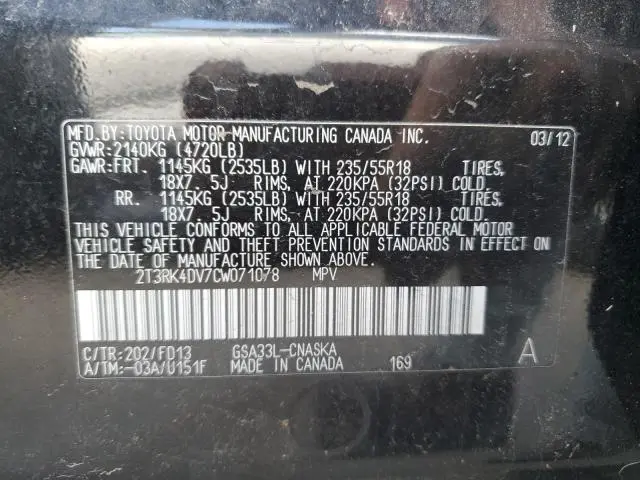 MFD.BY:TOYOTA MOTOR MANUFACTURING CANADA INC. 03/12
GVWR:2140KG (4720LB)
GAWR:FRT. 1145KG (2535LB) WITH 235/55R18 TIRES,
18X7. 5J RIMS, AT 220KPA (32PSI) COLD.
RR. 1145KG (2535LB) WITH 235/55R18 TIRES,
18X7. 5J RIMS, AT 220KPA (32PSI) COLD.
THIS VEHICLE CONFORMS TO ALL APPLICABLE FEDERAL MOTOR
VEHICLE SAFETY AND THEFT PREVENTION STANDARDS IN EFFECT ON
THE DATE OF MANUFACTURE SHOWN ABOVE.
2T3RK4DV7CW071078 MPV
C/TR:202/FD13 GSA33L-CNASKA
A/TM:-03A/U151F MADE IN CANADA 169 A